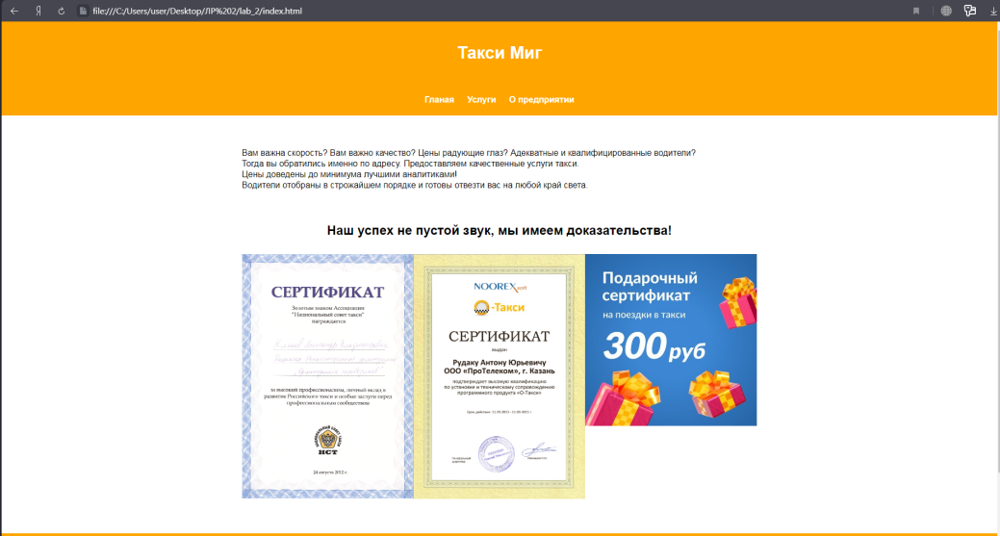 file:///C:/Users/user/Desktop/ЛР%202/lab_2/index.html
Такси Миг
Гланая Услуги О предприятии
Вам важна скорость? Вам важно качество? Цены радующие глаз? Адекватные и квалифицированные водители?
Тогда вы обратились именно по адресу. Предоставляем качественные услуги такси.
Цены доведены до минимума лучшими аналитиками!
Водители отобраны в строжайшем порядке и готовы отвезти вас на любой край света.
Наш успех не пустой звук, мы имеем доказательства!
СЕРТИФИКАТ
Золотым знаком Ассоциации
"Национальный совет такси"
награждается
за высокий профессионализм, личный вклад в
развитие Российского такси и особые заслуги перед
профессиональным сообществом
НСТ
24 августа 2012 г.
NOOREX
О-Такси
СЕРТИФИКАТ
выдан
Рудаку Антону Юрьевичу
ООО «ПроТелеком», г. Казань
подтверждает высокую квалификацию
по установке и техническому сопровождению
программного продукта «О-Такси»
Подарочный
сертификат
на поездки в такси
300 руб